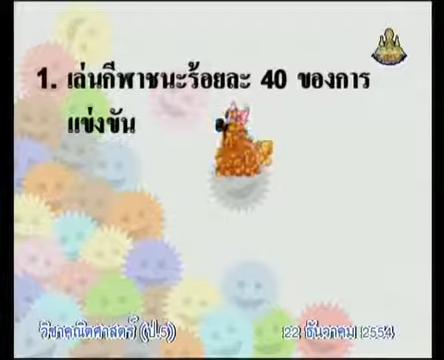 1. เล่นกีฬาชนะร้อยละ 40 ของการ
แข่งขัน
วิชาคณิตศาสตร์ (ป.5)
22 ธันวาคม 2554